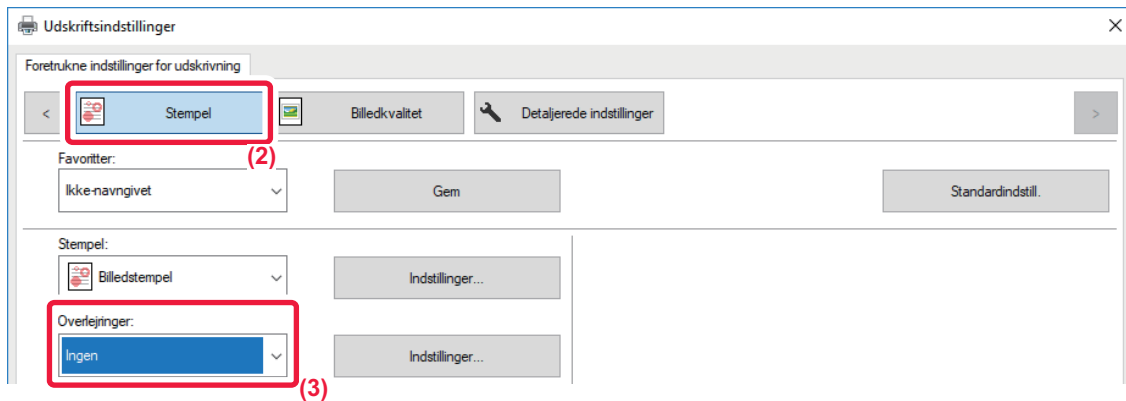 Udskriftsindstillinger
Foretrukne indstillinger for udskrivning
< Stempel Billedkvalitet Detaljerede indstillinger >
(2)
Favoritter:
Ikke-navngivet Gem Standardindstill.
Stempel:
Billedstempel Indstillinger...
Overlejringer:
Ingen Indstillinger...
(3)